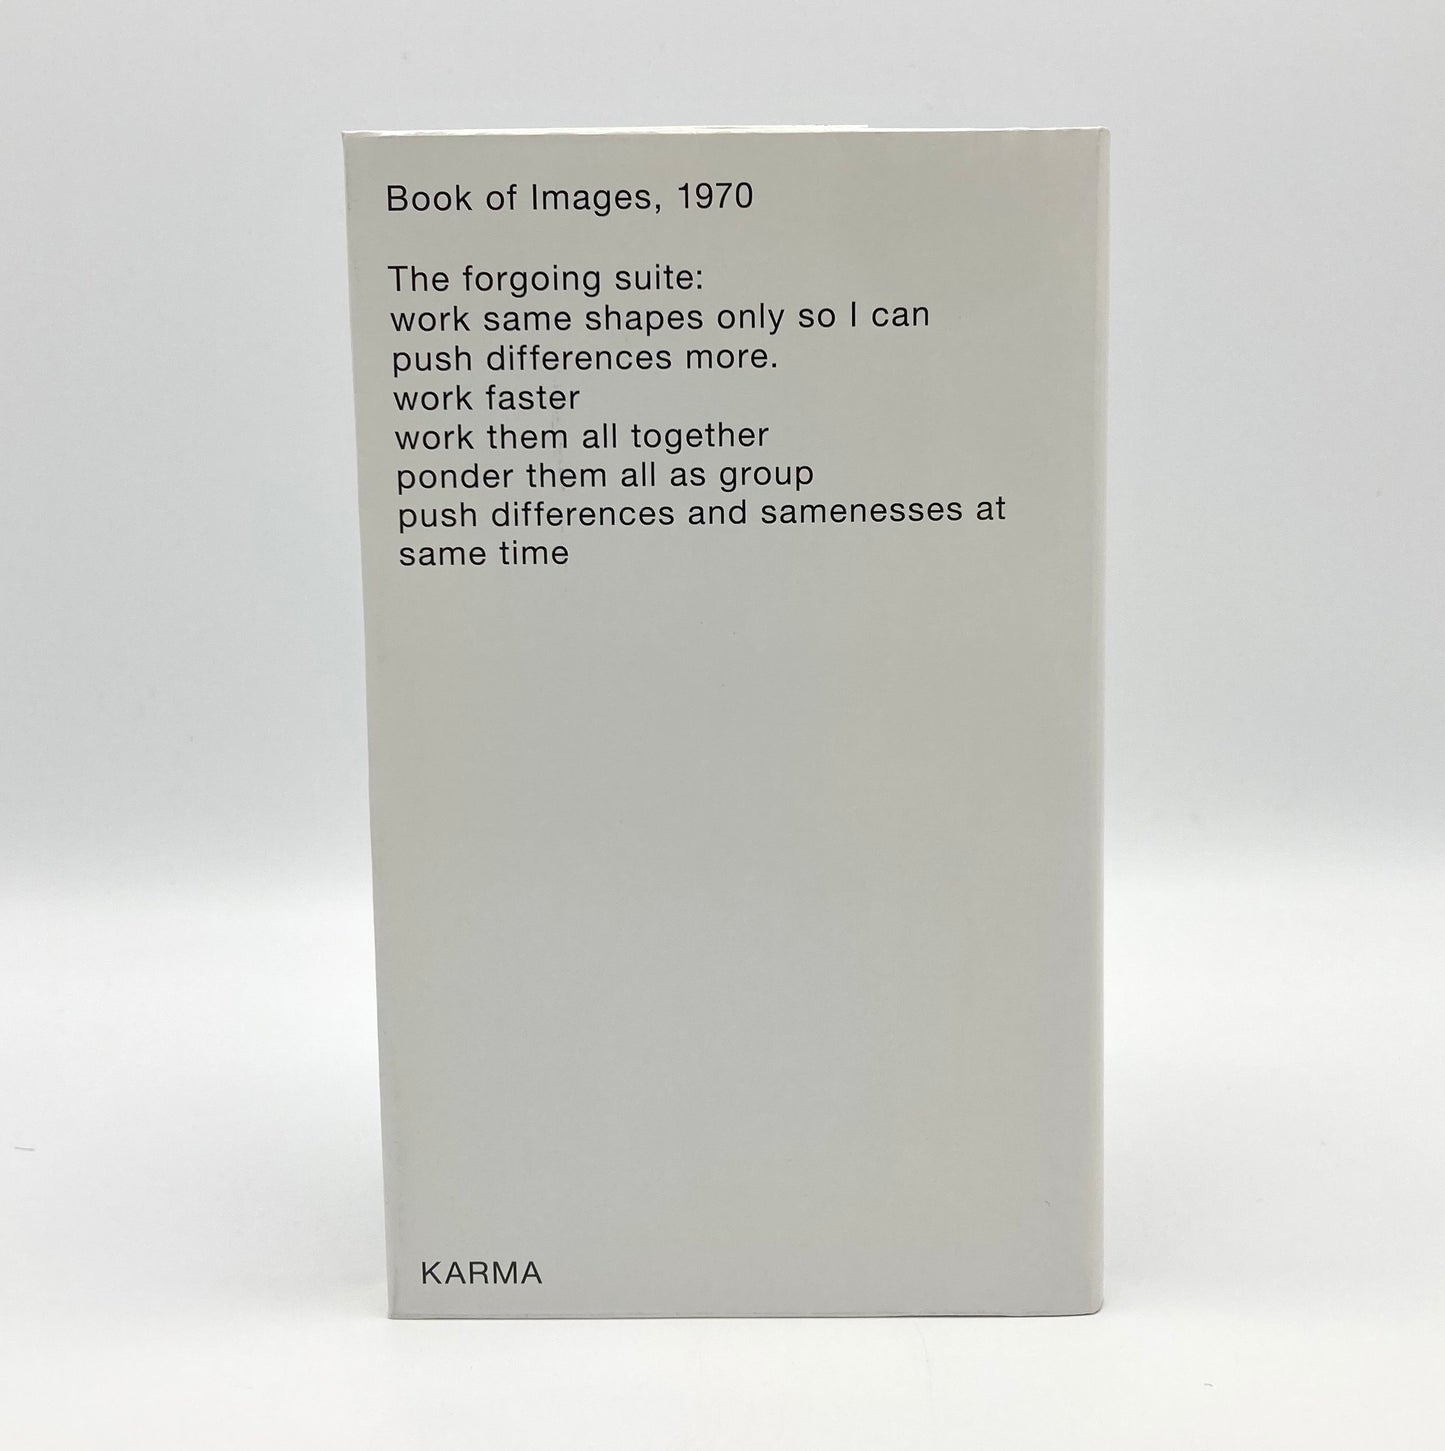 Book of Images, 1970
The forgoing suite:
work same shapes only so I can
push differences more.
work faster
work them all together
ponder them all as group
push differences and samenesses at
same time
KARMA